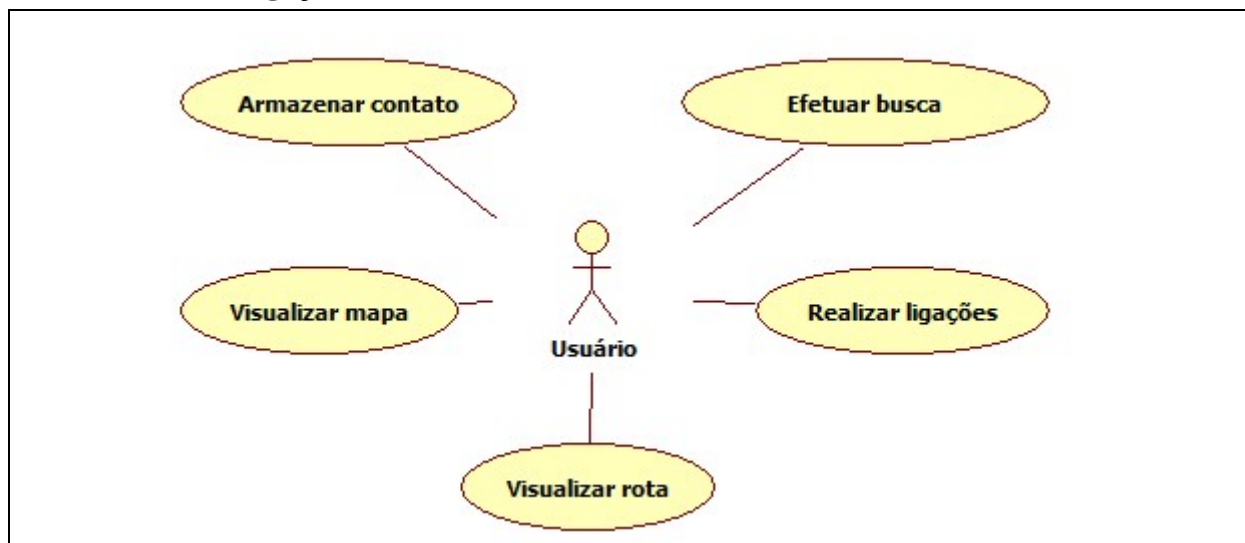 Armazenar contato
Efetuar busca
Visualizar mapa
Realizar ligações
Usuário
Visualizar rota